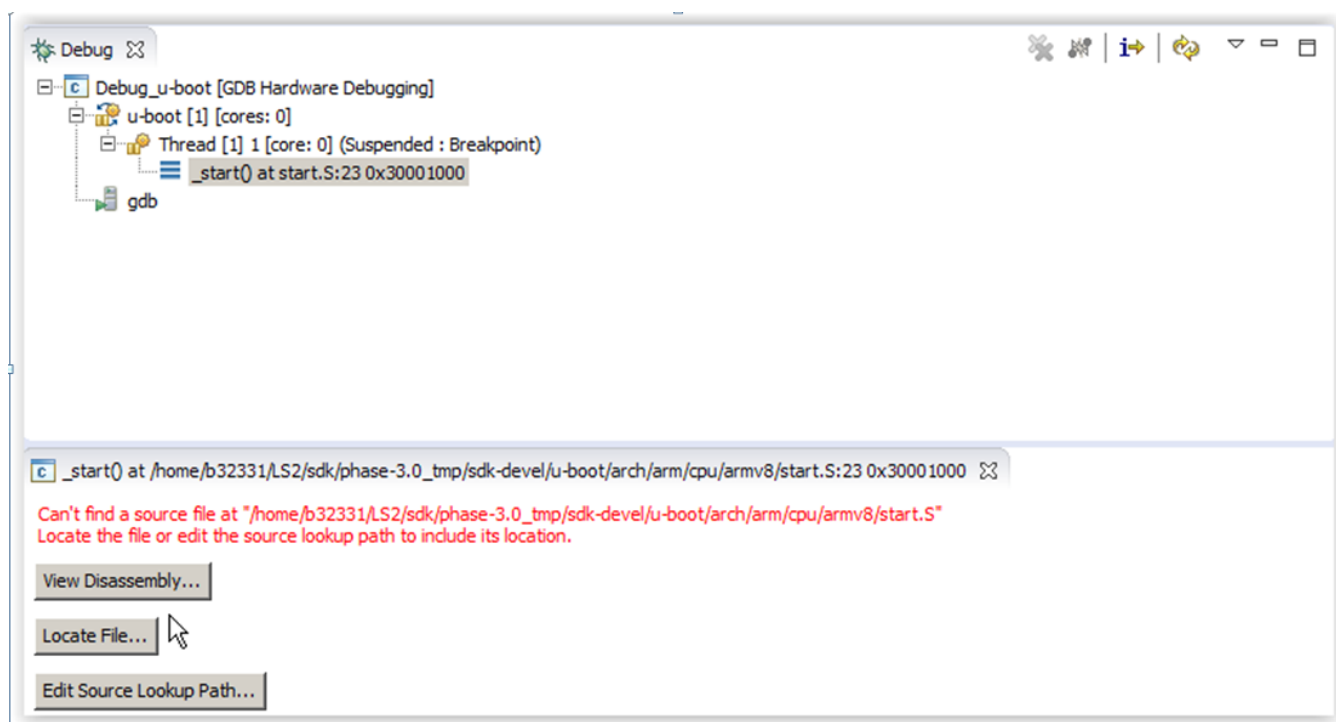 Debug
Debug_u-boot [GDB Hardware Debugging]
u-boot [1] [cores: 0]
Thread [1] 1 [core: 0] (Suspended : Breakpoint)
_start() at start.S:23 0x30001000
gdb
_start() at /home/b32331/LS2/sdk/phase-3.0_tmp/sdk-devel/u-boot/arch/arm/cpu/armv8/start.S:23 0x30001000
Can't find a source file at "/home/b32331/LS2/sdk/phase-3.0_tmp/sdk-devel/u-boot/arch/arm/cpu/armv8/start.S"
Locate the file or edit the source lookup path to include its location.
View Disassembly...
Locate File...
Edit Source Lookup Path...